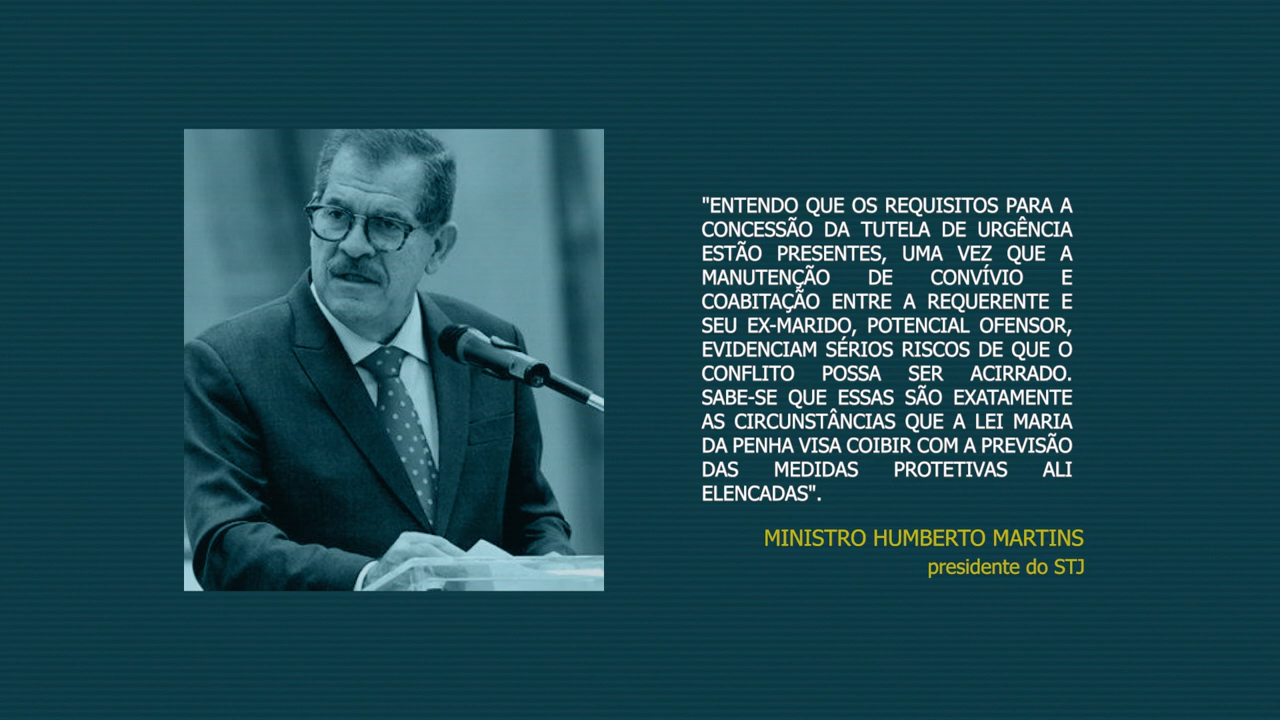 "ENTENDO QUE OS REQUISITOS PARA A
CONCESSÃO DA TUTELA DE URGÊNCIA
ESTÃO PRESENTES, UMA VEZ QUE A
MANUTENÇÃO DE CONVÍVIO E
COABITAÇÃO ENTRE A REQUERENTE E
SEU EX-MARIDO, POTENCIAL OFENSOR,
EVIDENCIAM SÉRIOS RISCOS DE QUE O
CONFLITO POSSA SER ACIRRADO.
SABE-SE QUE ESSAS SÃO EXATAMENTE
AS CIRCUNSTÂNCIAS QUE A LEI MARIA
DA PENHA VISA COIBIR COM A PREVISÃO
DAS MEDIDAS PROTETIVAS ALI
ELENCADAS".
MINISTRO HUMBERTO MARTINS
presidente do STJ